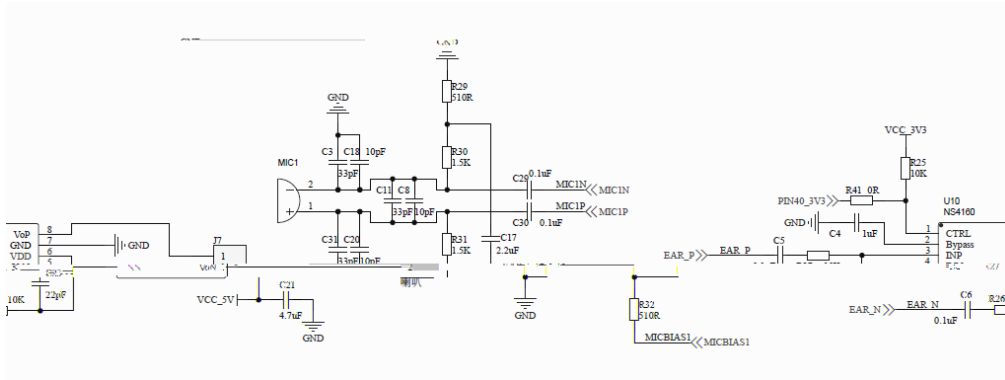 GND
R29
510R
GND
VCC_3V3
C3 C18 10pF
33pF
R30
1.5K
MIC1
R25
10K
C29 0.1uF
MIC1N MIC1N
2
C11 C8
33pF 10pF
R41 0R
PIN40_3V3
U10
NS4160
1
MIC1P MIC1P
C30 0.1uF
GND
C4 1uF
VoP 8
GND 7 GND
VDD 6
5
J7
1
C31 C20
33pF 10pF
R31
1.5K
C17
2.2uF
1 CTRL
2 Bypass
3 INP
4
EAR_P EAR_P
C5
VoN
2
喇叭
22pF
10K
VCC_5V
C21
4.7uF
GND
GND
R32
510R
MICBIAS1 MICBIAS1
EAR_N EAR_N
C6
0.1uF
R26